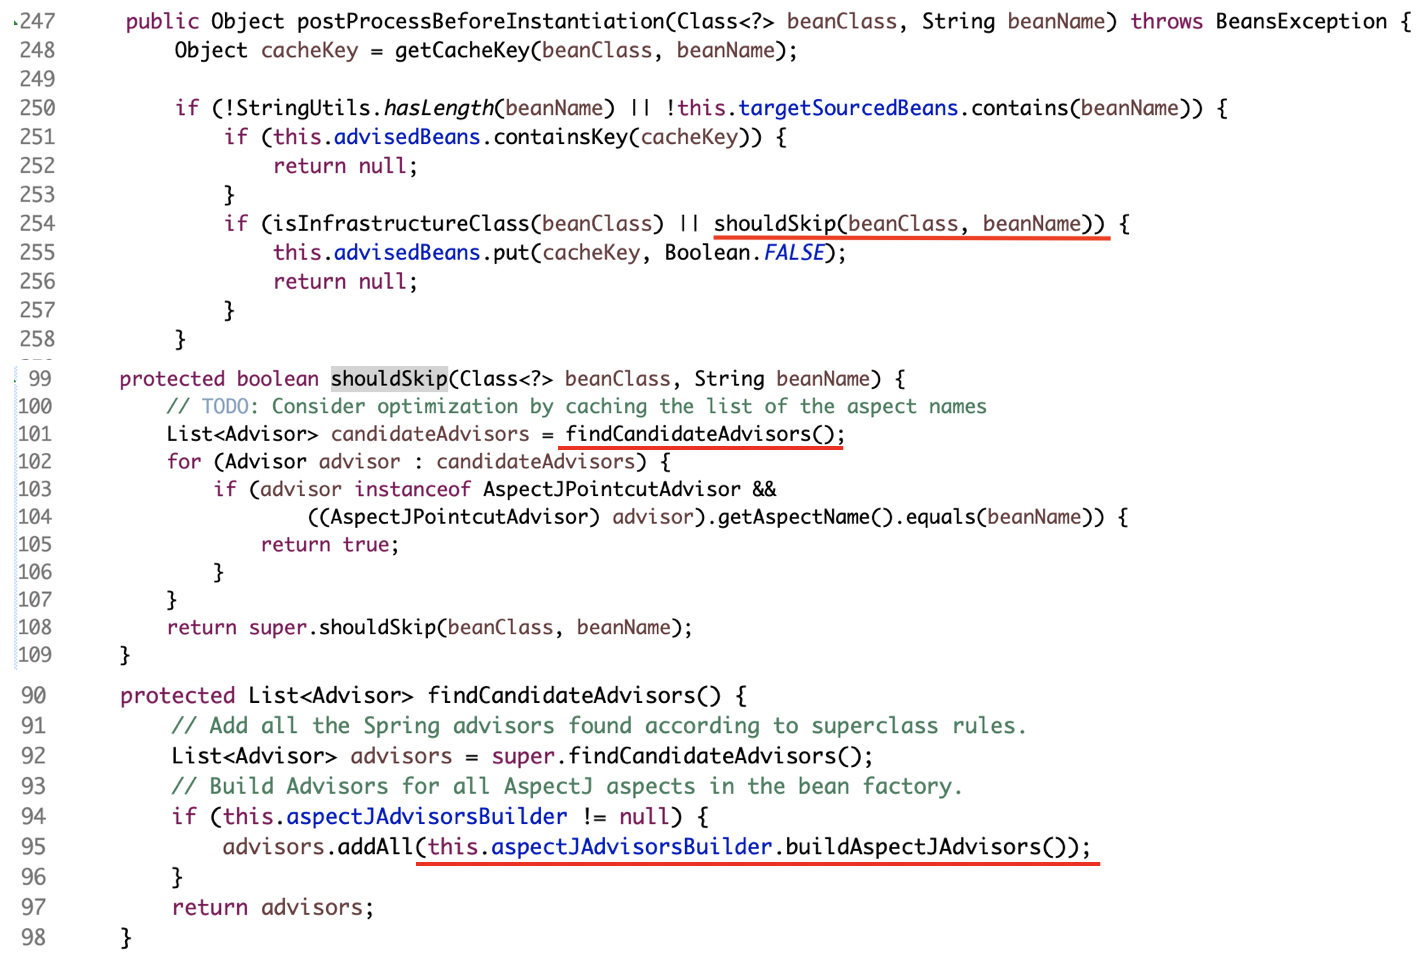 247 public Object postProcessBeforeInstantiation(Class<?> beanClass, String beanName) throws BeansException {
248 Object cacheKey = getCacheKey(beanClass, beanName);
249
250 if (!StringUtils.hasLength(beanName) || !this.targetSourcedBeans.contains(beanName)) {
251 if (this.advisedBeans.containsKey(cacheKey)) {
252 return null;
253 }
254 if (isInfrastructureClass(beanClass) || shouldSkip(beanClass, beanName)) {
255 this.advisedBeans.put(cacheKey, Boolean.FALSE);
256 return null;
257 }
258 }
99 protected boolean shouldSkip(Class<?> beanClass, String beanName) {
100 // TODO: Consider optimization by caching the list of the aspect names
101 List<Advisor> candidateAdvisors = findCandidateAdvisors();
102 for (Advisor advisor : candidateAdvisors) {
103 if (advisor instanceof AspectJPointcutAdvisor &&
104 ((AspectJPointcutAdvisor) advisor).getAspectName().equals(beanName)) {
105 return true;
106 }
107 }
108 return super.shouldSkip(beanClass, beanName);
109 }
90 protected List<Advisor> findCandidateAdvisors() {
91 // Add all the Spring advisors found according to superclass rules.
92 List<Advisor> advisors = super.findCandidateAdvisors();
93 // Build Advisors for all AspectJ aspects in the bean factory.
94 if (this.aspectJAdvisorsBuilder != null) {
95 advisors.addAll(this.aspectJAdvisorsBuilder.buildAspectJAdvisors());
96 }
97 return advisors;
98 }